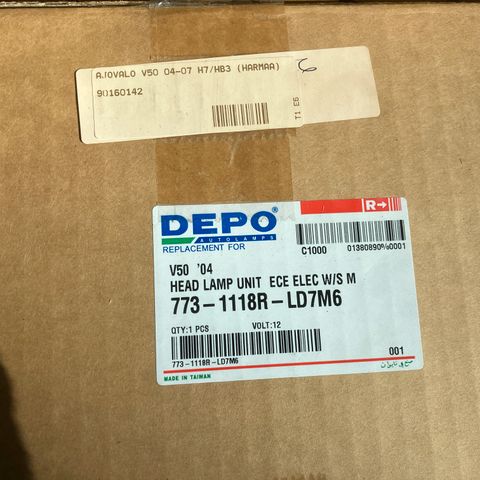 AJOVALO V50 04-07 H7/HB3 (HARMAA)
90160142
T1 E6
6
R→
DEPO®
AUTOLAMPS
REPLACEMENT FOR
C1000
V50 '04
HEAD LAMP UNIT ECE ELEC W/S M
773-1118R-LD7M6
QTY:1 PCS VOLT:12
773-1118R-LD7M6
001
MADE IN TAIWAN